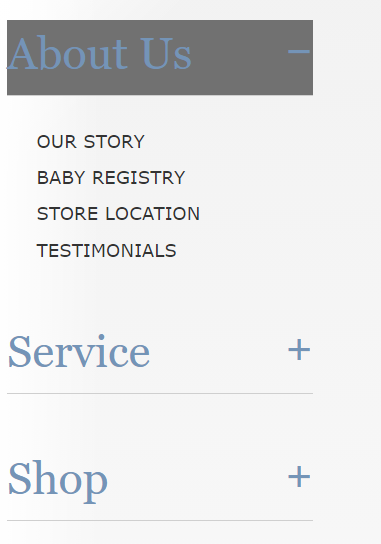 About Us −
OUR STORY
BABY REGISTRY
STORE LOCATION
TESTIMONIALS
Service +
Shop +